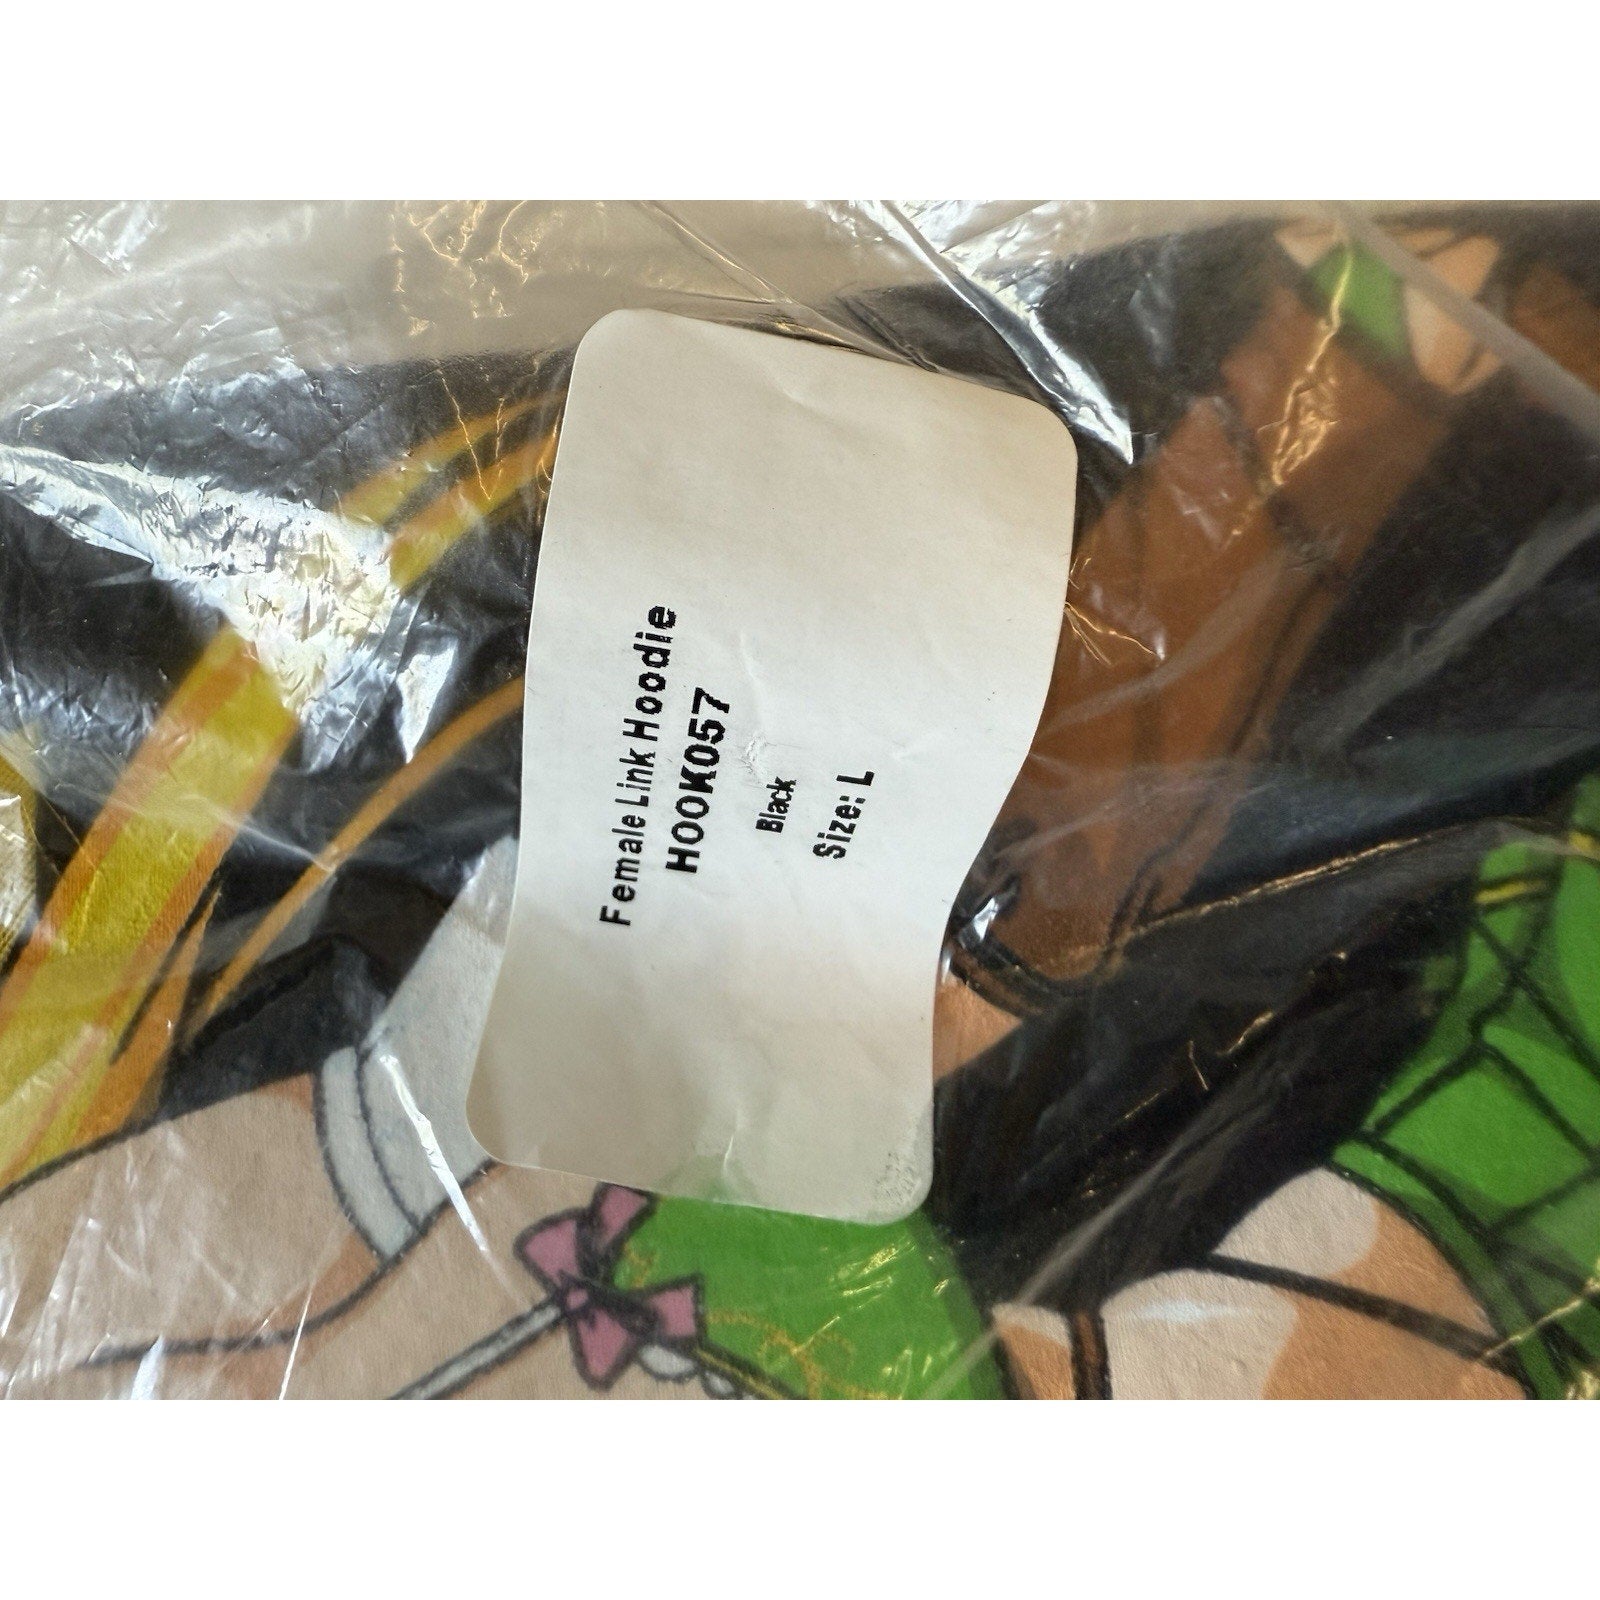 Female Link Hoodie
HOOK057
Black
Size: L